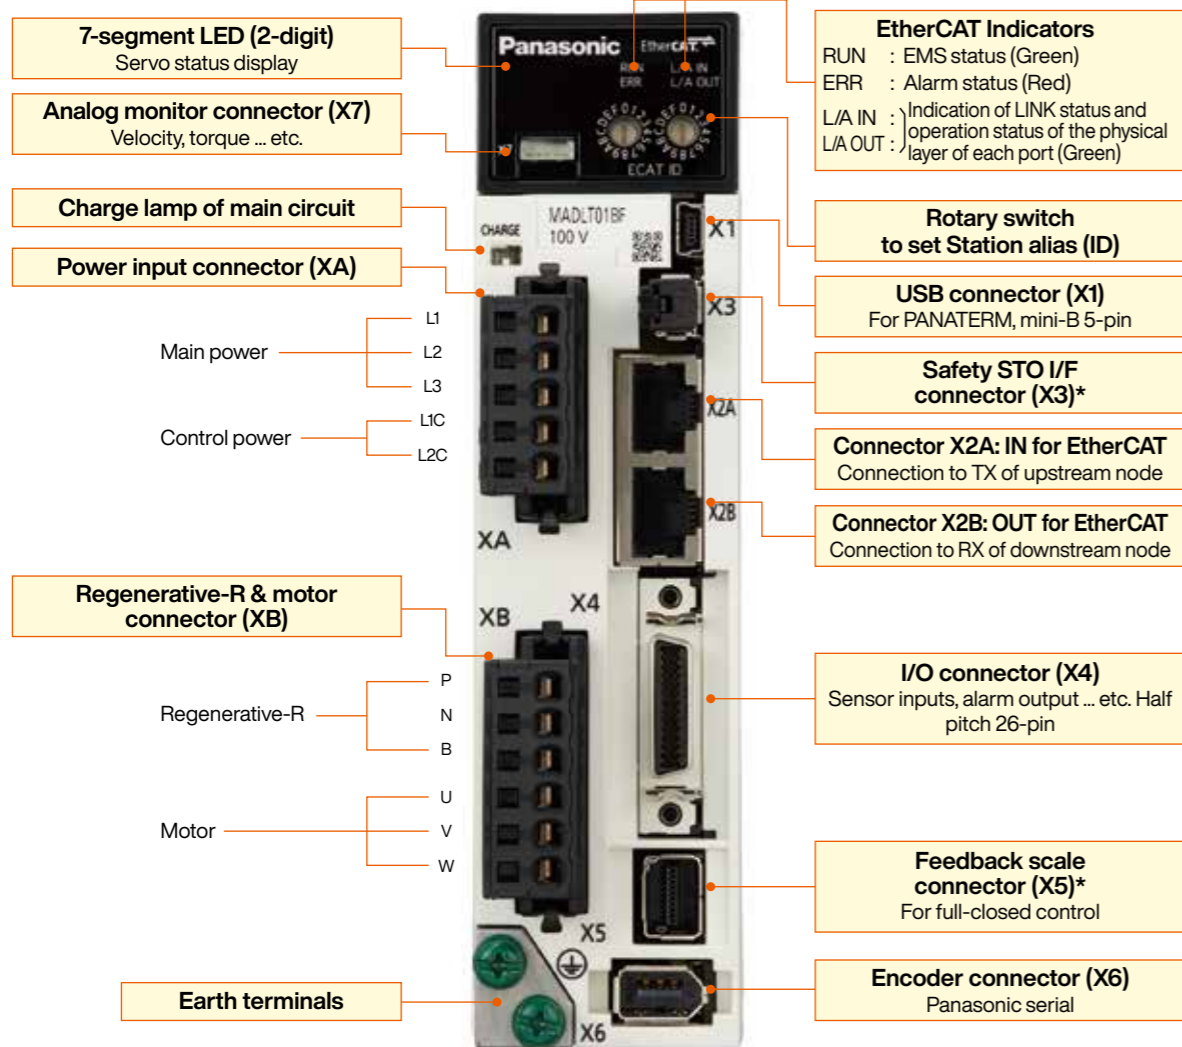 7-segment LED (2-digit)
Servo status display
Analog monitor connector (X7)
Velocity, torque ... etc.
Charge lamp of main circuit
Power input connector (XA)
Main power
L1
L2
L3
Control power
L1C
L2C
Regenerative-R & motor
connector (XB)
Regenerative-R
P
N
B
Motor
U
V
W
Earth terminals
Panasonic
EtherCAT
RUN
ERR
L/A IN
L/A OUT
0123456789ABCDEF
0123456789ABCDEF
X7
ECAT ID
CHARGE
MADLT01BF
100 V
X1
X3
X2A
X2B
XA
XB
X4
X5
X6
EtherCAT Indicators
RUN : EMS status (Green)
ERR : Alarm status (Red)
L/A IN :
L/A OUT :
Indication of LINK status and
operation status of the physical
layer of each port (Green)
Rotary switch
to set Station alias (ID)
USB connector (X1)
For PANATERM, mini-B 5-pin
Safety STO I/F
connector (X3)*
Connector X2A: IN for EtherCAT
Connection to TX of upstream node
Connector X2B: OUT for EtherCAT
Connection to RX of downstream node
I/O connector (X4)
Sensor inputs, alarm output ... etc. Half
pitch 26-pin
Feedback scale
connector (X5)*
For full-closed control
Encoder connector (X6)
Panasonic serial